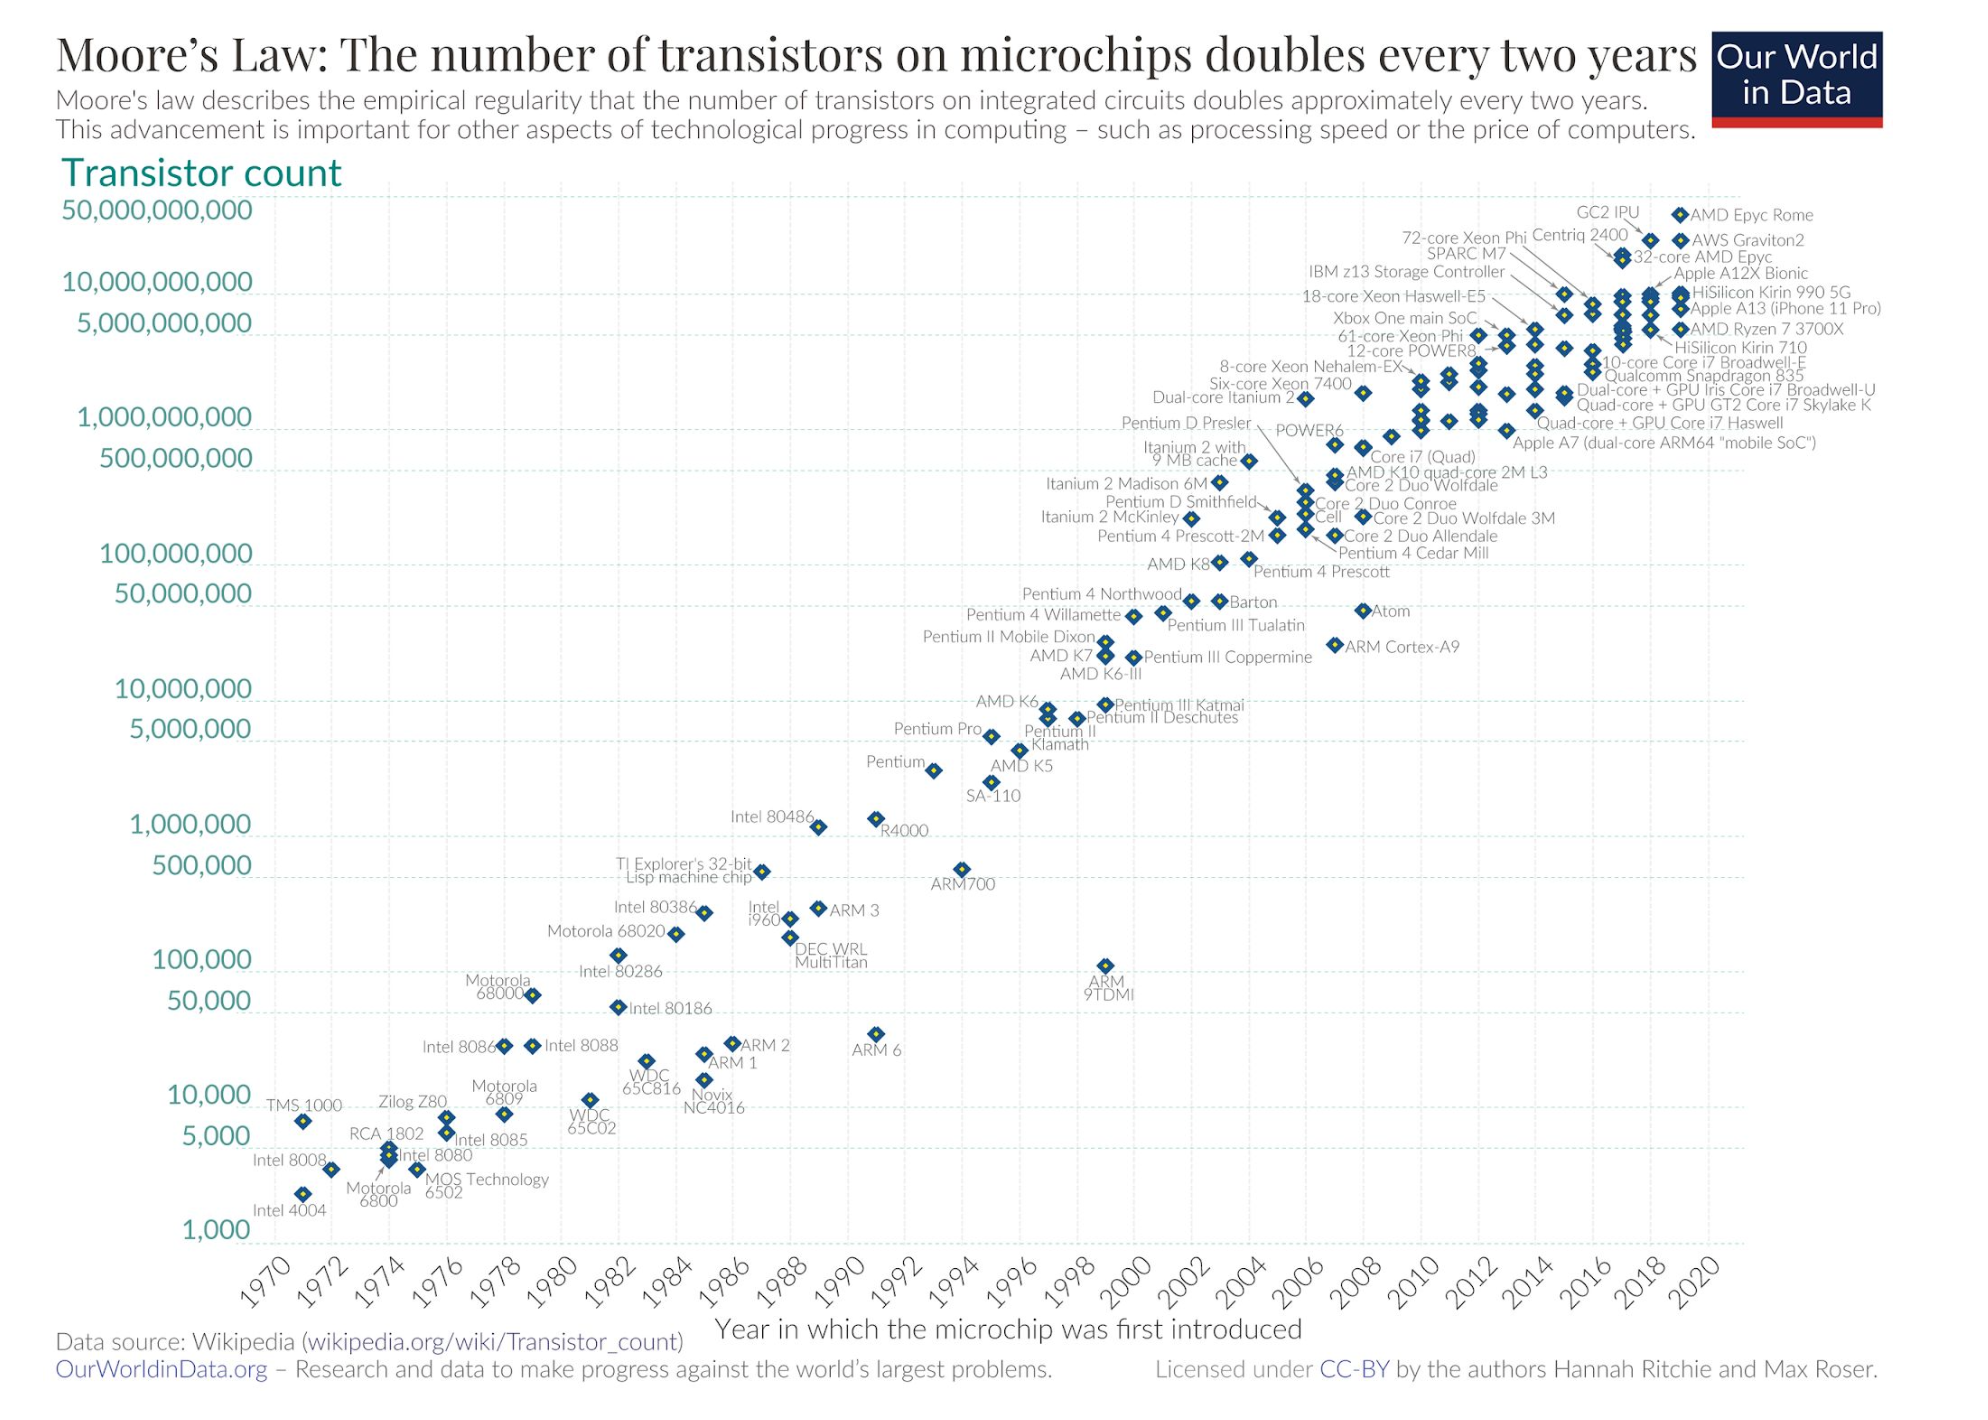 Moore's Law: The number of transistors on microchips doubles every two years
Our World
in Data
Moore's law describes the empirical regularity that the number of transistors on integrated circuits doubles approximately every two years.
This advancement is important for other aspects of technological progress in computing – such as processing speed or the price of computers.
Transistor count
50,000,000,000
10,000,000,000
5,000,000,000
1,000,000,000
500,000,000
100,000,000
50,000,000
10,000,000
5,000,000
1,000,000
500,000
100,000
50,000
10,000
5,000
1,000
GC2 IPU
AMD Epyc Rome
72-core Xeon Phi
Centriq 2400
AWS Graviton2
SPARC M7
32-core AMD Epyc
IBM z13 Storage Controller
Apple A12X Bionic
18-core Xeon Haswell-E5
HiSilicon Kirin 990 5G
Apple A13 (iPhone 11 Pro)
Xbox One main SoC
AMD Ryzen 7 3700X
61-core Xeon Phi
12-core POWER8
HiSilicon Kirin 710
8-core Xeon Nehalem-EX
10-core Core i7 Broadwell-E
Six-core Xeon 7400
Qualcomm Snapdragon 835
Dual-core Itanium 2
Dual-core + GPU Iris Core i7 Broadwell-U
Quad-core + GPU GT2 Core i7 Skylake K
Pentium D Presler
POWER6
Quad-core + GPU Core i7 Haswell
Apple A7 (dual-core ARM64 "mobile SoC")
Itanium 2 with
9 MB cache
Core i7 (Quad)
AMD K10 quad-core 2M L3
Itanium 2 Madison 6M
Core 2 Duo Wolfdale
Pentium D Smithfield
Core 2 Duo Conroe
Itanium 2 McKinley
Cell
Core 2 Duo Wolfdale 3M
Pentium 4 Prescott-2M
Core 2 Duo Allendale
Pentium 4 Cedar Mill
AMD K8
Pentium 4 Prescott
Pentium 4 Northwood
Barton
Atom
Pentium 4 Willamette
Pentium III Tualatin
Pentium II Mobile Dixon
ARM Cortex-A9
AMD K7
Pentium III Coppermine
AMD K6-III
AMD K6
Pentium III Katmai
Pentium II Deschutes
Pentium Pro
Pentium II
Klamath
Pentium
AMD K5
SA-110
Intel 80486
R4000
TI Explorer's 32-bit
Lisp machine chip
ARM700
Intel 80386
Intel
i960
ARM 3
Motorola 68020
DEC WRL
MultiTitan
Intel 80286
ARM
9TDMI
Motorola
68000
Intel 80186
Intel 8086
Intel 8088
ARM 2
ARM 6
ARM 1
WDC
65C816
Novix
NC4016
Motorola
6809
WDC
65C02
TMS 1000
Zilog Z80
RCA 1802
Intel 8085
Intel 8008
Intel 8080
Motorola
6800
MOS Technology
6502
Intel 4004
1970
1972
1974
1976
1978
1980
1982
1984
1986
1988
1990
1992
1994
1996
1998
2000
2002
2004
2006
2008
2010
2012
2014
2016
2018
2020
Year in which the microchip was first introduced
Data source: Wikipedia (wikipedia.org/wiki/Transistor_count)
OurWorldinData.org – Research and data to make progress against the world's largest problems.
Licensed under CC-BY by the authors Hannah Ritchie and Max Roser.